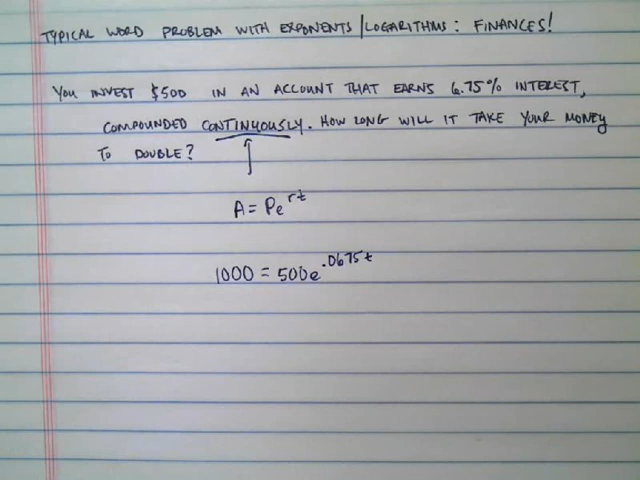 TYPICAL WORD PROBLEM WITH EXPONENTS/LOGARITHMS: FINANCES!
YOU INVEST $500 IN AN ACCOUNT THAT EARNS 6.75% INTEREST,
COMPOUNDED CONTINUOUSLY. HOW LONG WILL IT TAKE YOUR MONEY
TO DOUBLE?
A = Pe^rt
1000 = 500e^.0675t